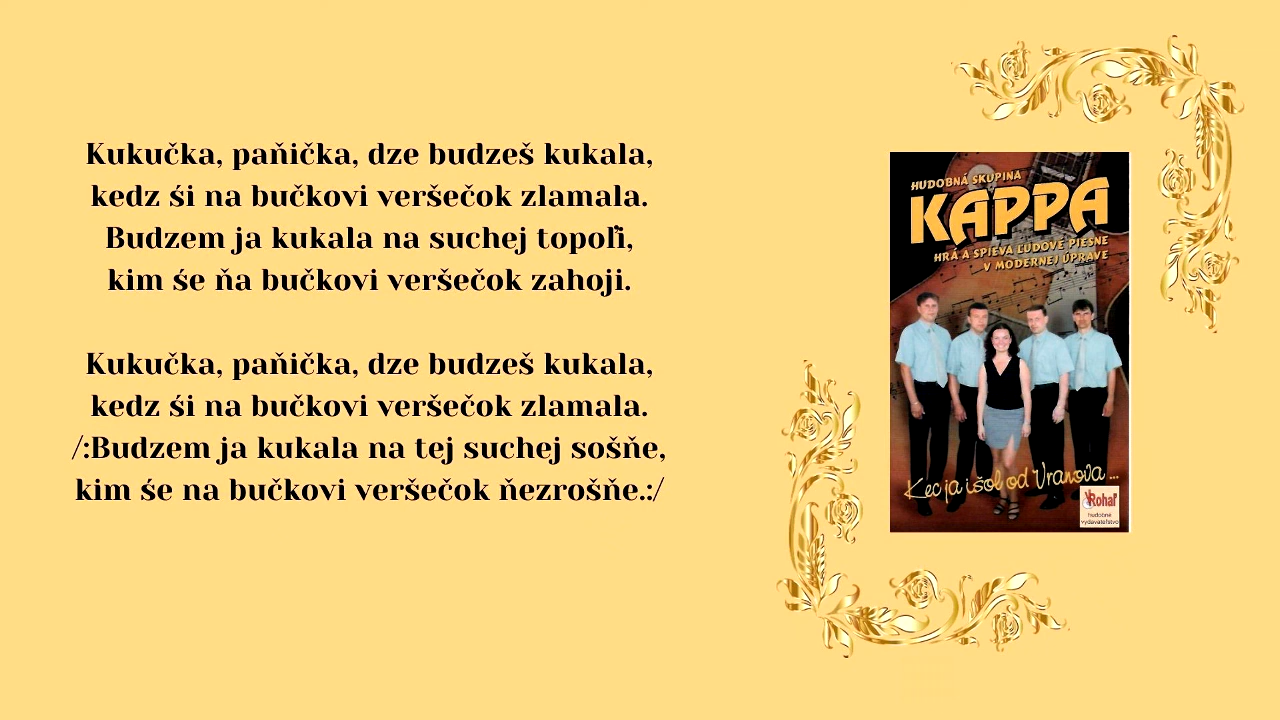 Kukučka, paňička, dze budzeš kukala,
kedz śi na bučkovi veršečok zlamala.
Budzem ja kukala na suchej topoľi,
kim śe ňa bučkovi veršečok zahoji.
Kukučka, paňička, dze budzeš kukala,
kedz śi na bučkovi veršečok zlamala.
/:Budzem ja kukala na tej suchej sošňe,
kim śe na bučkovi veršečok ňezrošňe.:/
HUDOBNÁ SKUPINA
KAPPA
HRÁ A SPIEVA ĽUDOVÉ PIESNE
V MODERNEJ ÚPRAVE
Kec ja išol od Vranova ...
Rohaľ
hudobné
vydavateľstvo